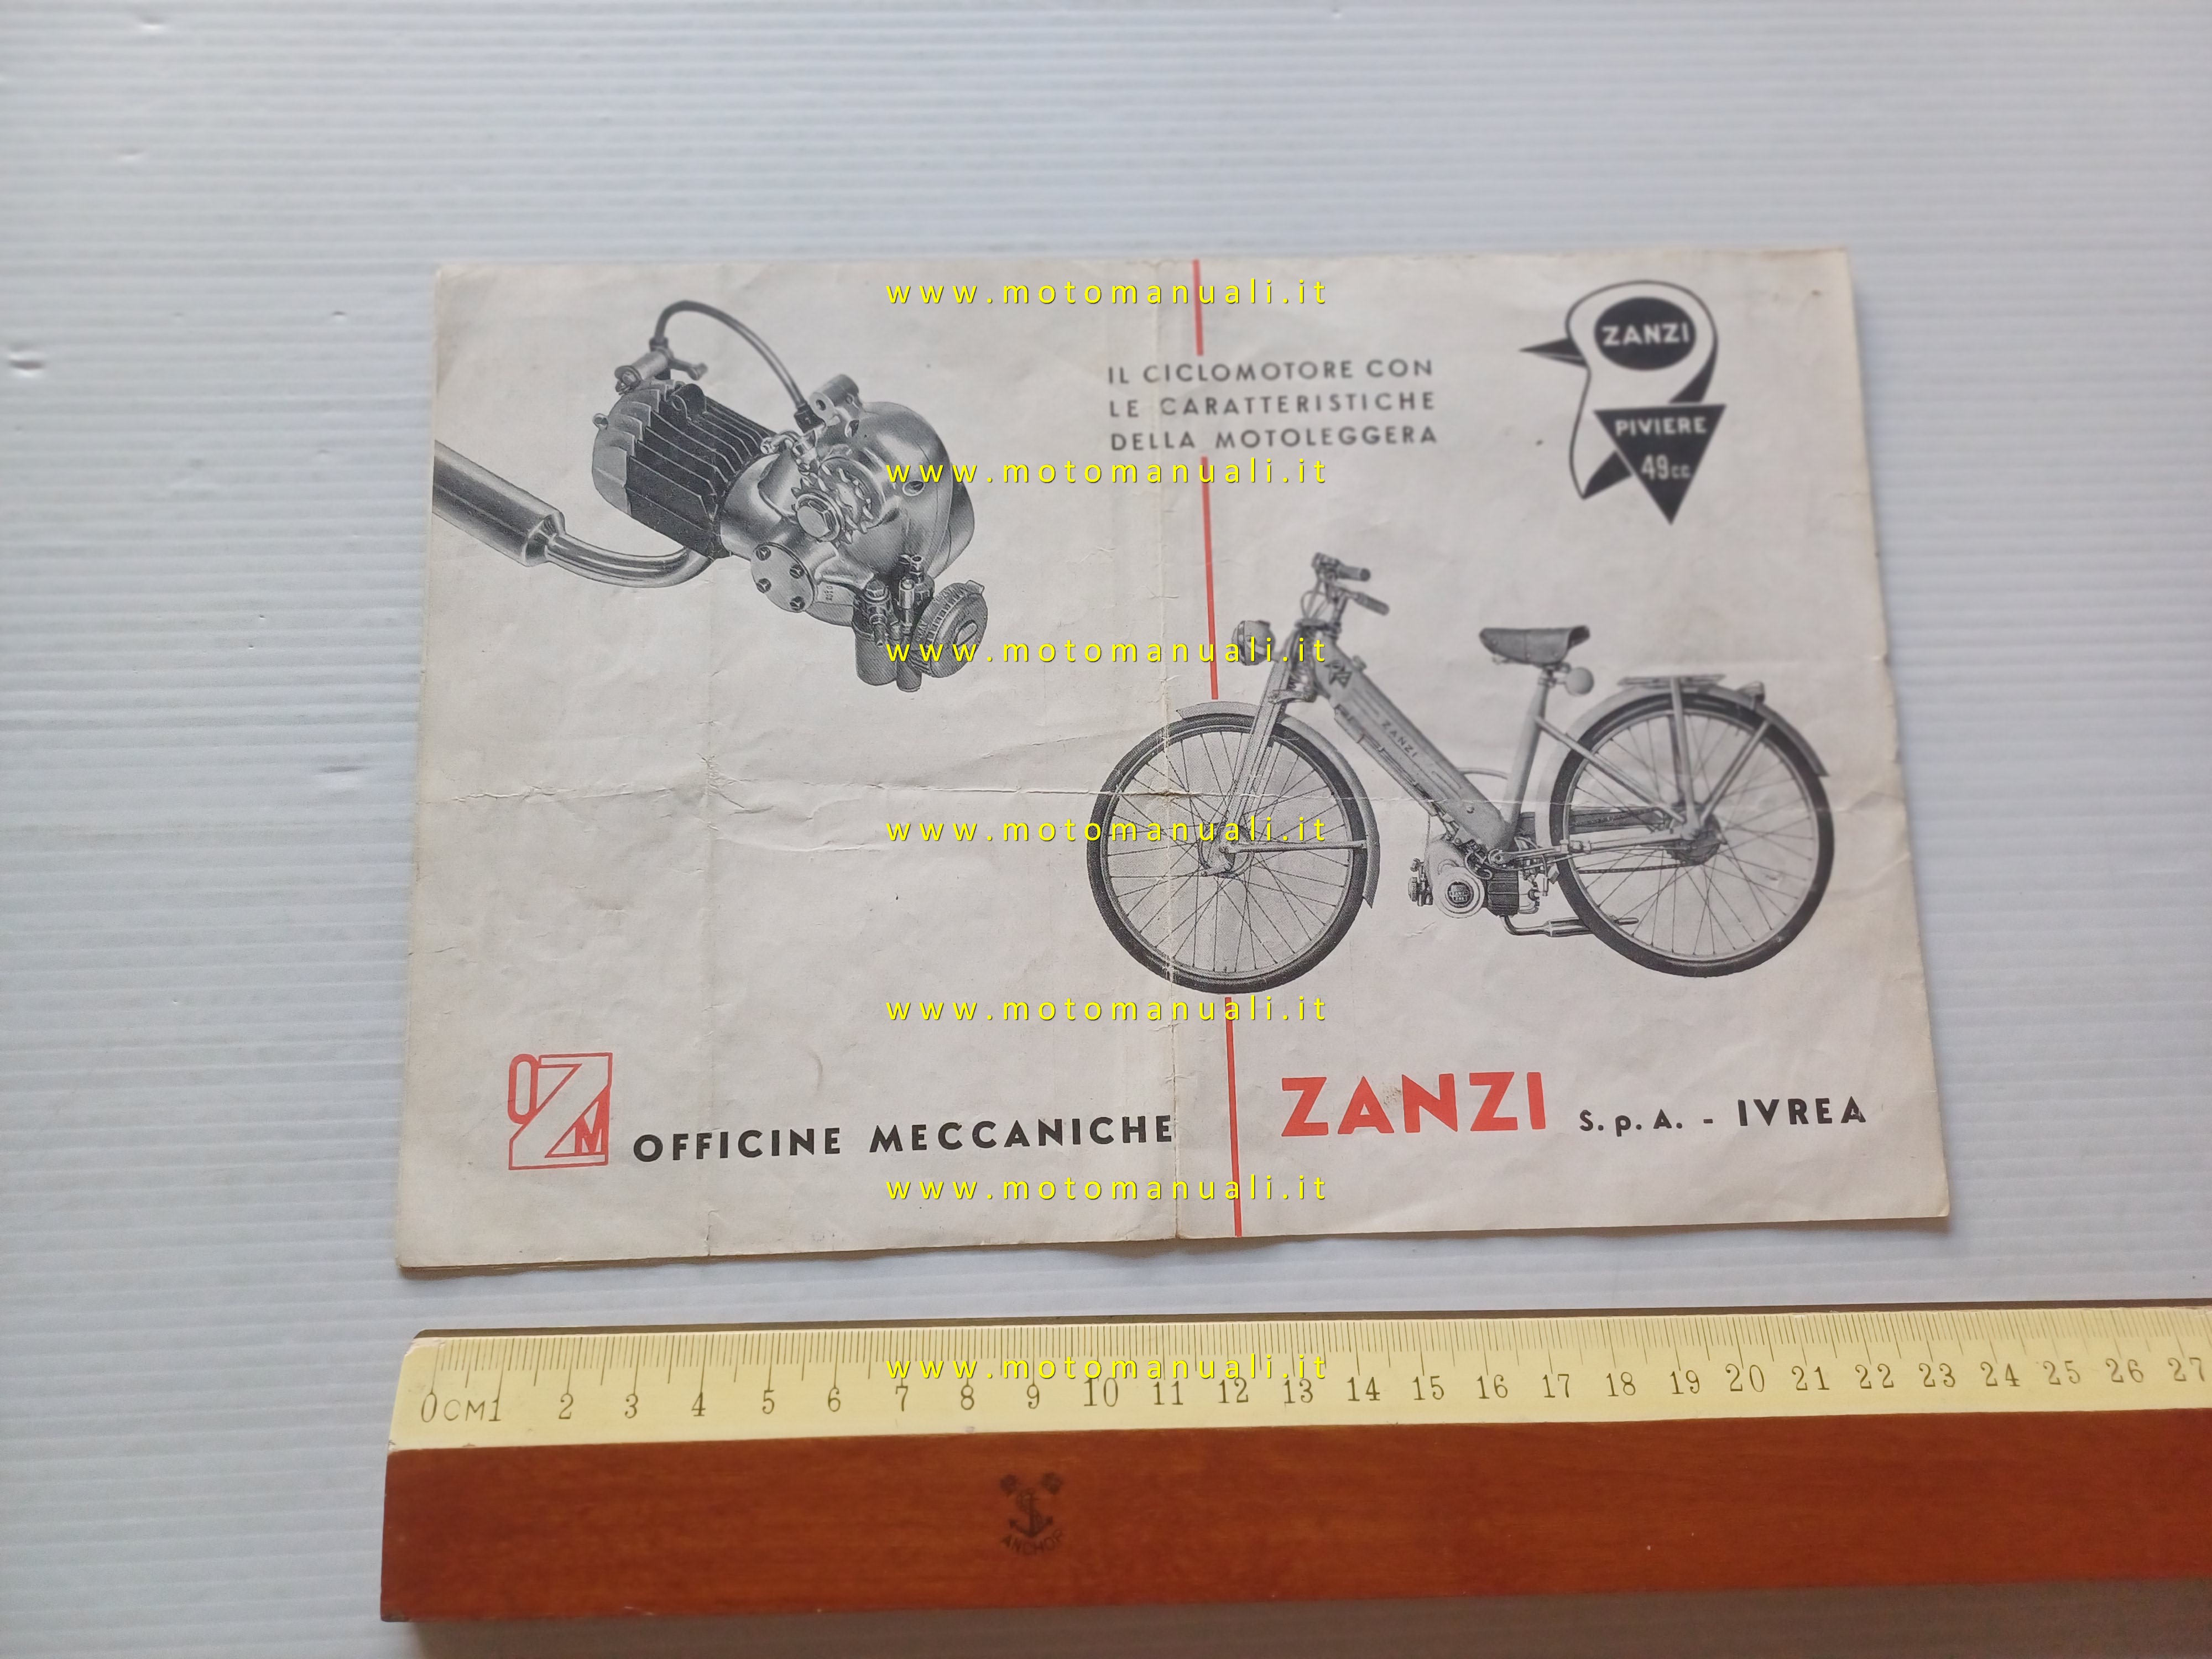 www.motomanuali.it
ZANZI
IL CICLOMOTORE CON
LE CARATTERISTICHE
DELLA MOTOLEGGERA
PIVIERE
49cc.
www.motomanuali.it
www.motomanuali.it
ZANZI
www.motomanuali.it
www.motomanuali.it
OZM
OFFICINE MECCANICHE ZANZI S.p.A. - IVREA
www.motomanuali.it
www.motomanuali.it
0CM1 2 3 4 5 6 7 8 9 10 11 12 13 14 15 16 17 18 19 20 21 22 23 24 25 26 27
ANCHOR